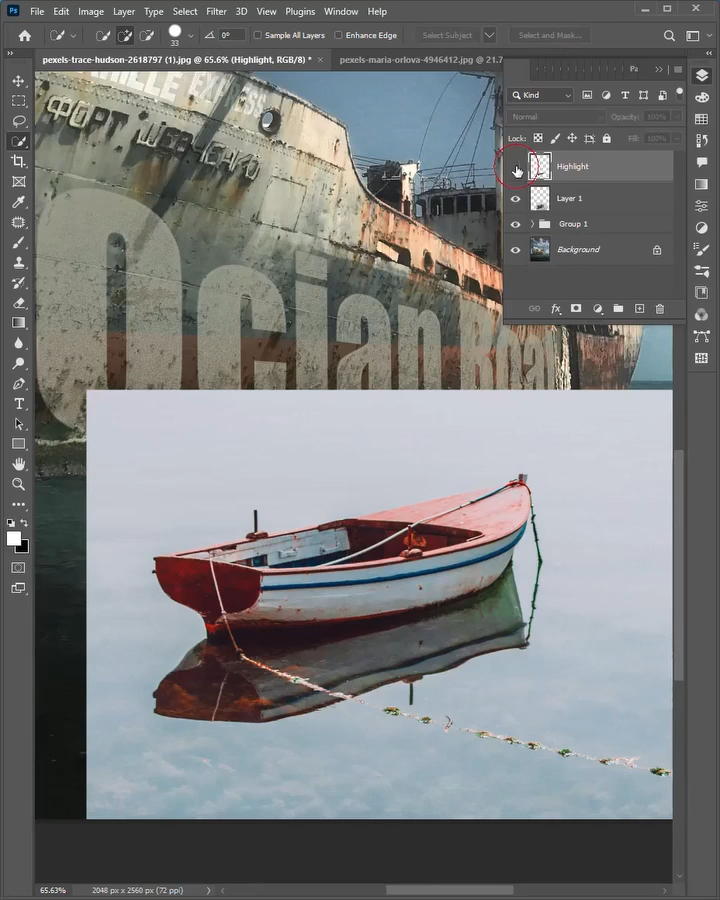 Ps File Edit Image Layer Type Select Filter 3D View Plugins Window Help
33 0° Sample All Layers Enhance Edge Select Subject Select and Mask...
pexels-trace-hudson-2618797 (1).jpg @ 65.6% (Highlight, RGB/8) * × pexels-maria-orlova-4946412.jpg @ 21.7
Pa
Kind
Normal Opacity: 100%
Lock: Fill: 100%
Highlight
Layer 1
Group 1
Background
EXPRESS
ФОРТ ШЕВЧЕНКО
Ocian Road
65.63% 2048 px x 2560 px (72 ppi)